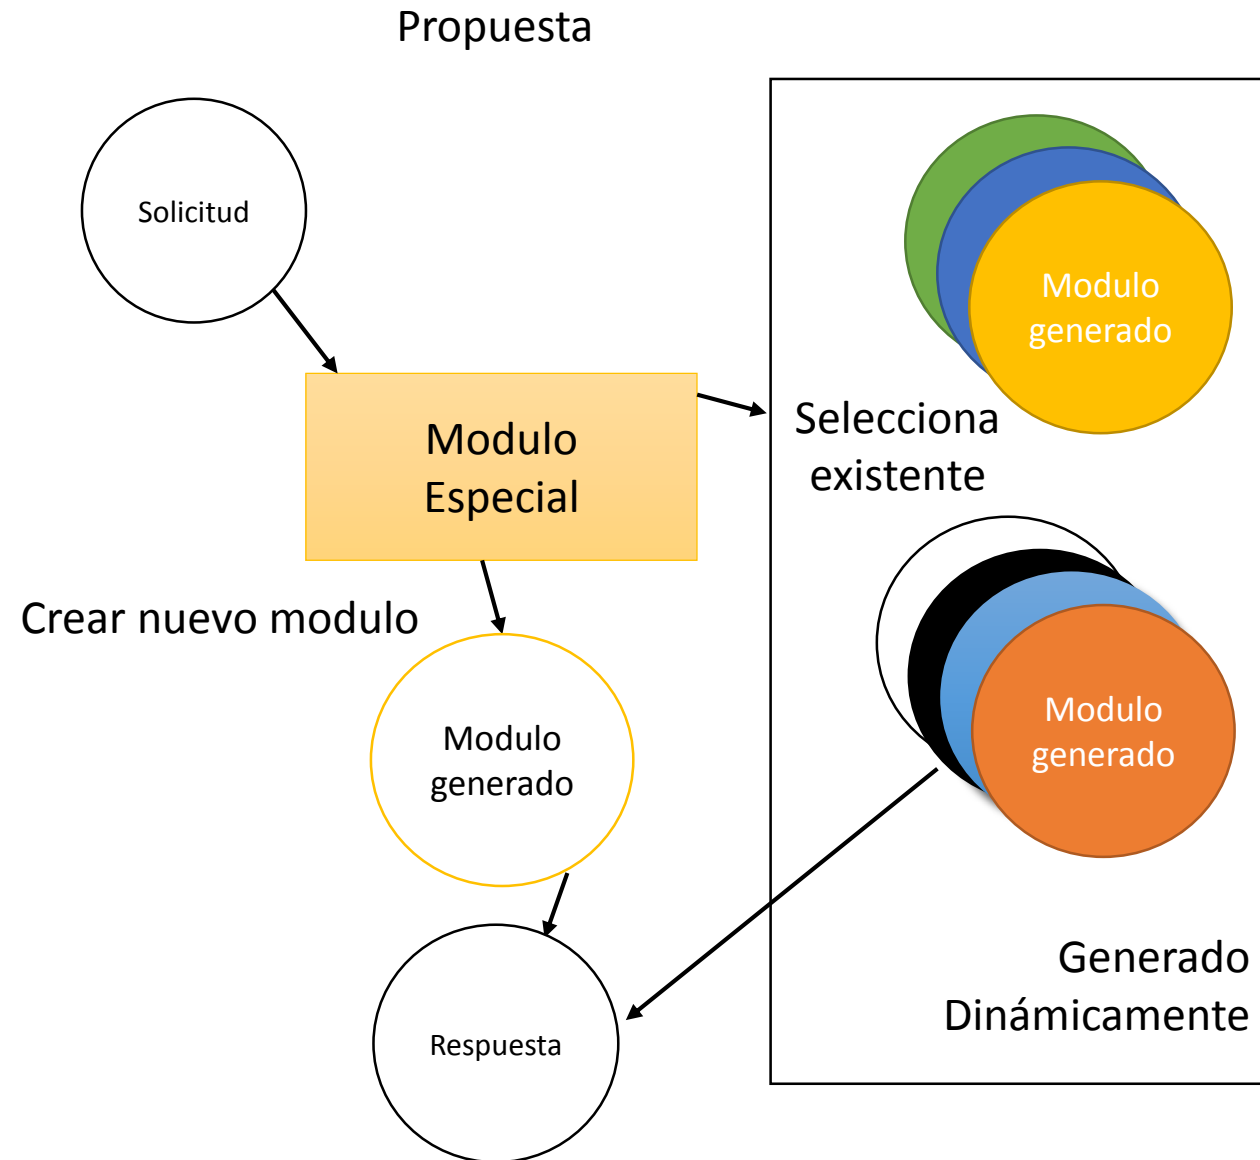 Propuesta
Solicitud
Modulo
generado
Modulo
Especial
Selecciona
existente
Crear nuevo modulo
Modulo
generado
Modulo
generado
Generado
Dinámicamente
Respuesta